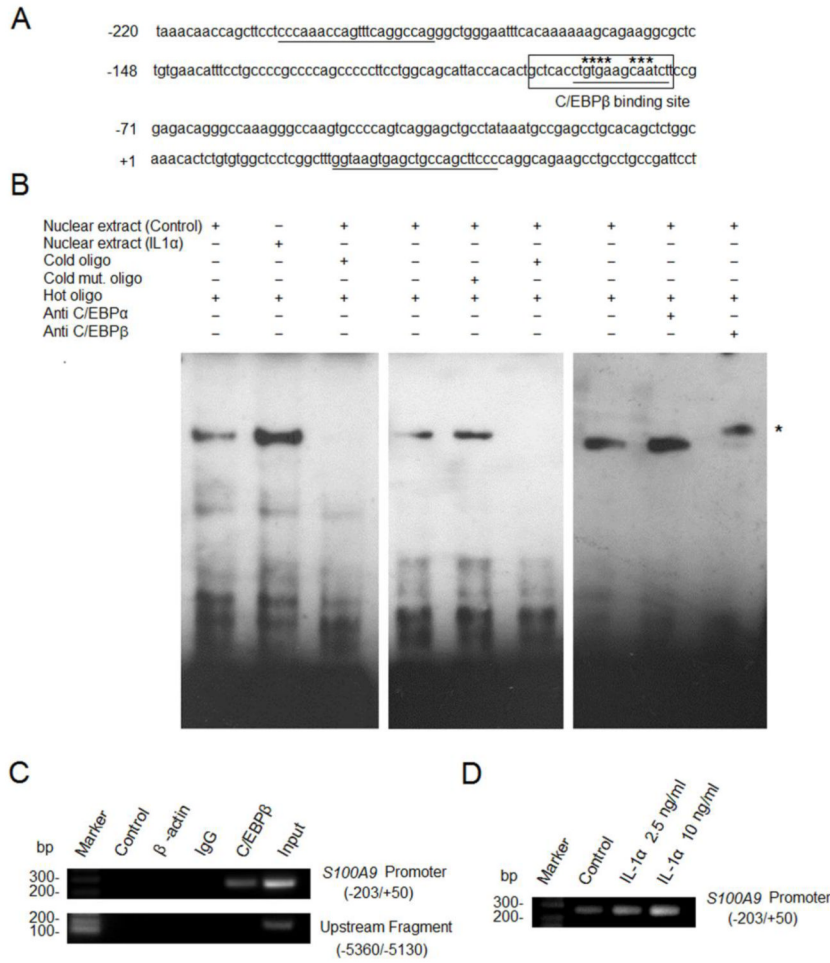 A
-220 taaacaaccagcttcctcccaaaccagtttcaggccagggctgggaatttcacaaaaaagcagaaggcgctc
**** ***
-148 tgtgaacatttcctgccccgccccagcccccttcctggcagcattaccacactgctcacctgtgaagcaatcttccg
C/EBPβ binding site
-71 gagacagggccaaagggccaagtgccccagtcaggagctgcctataaatgccgagcctgcacagctctggc
+1 aaacactctgtgtggctcctcggctttggtaagtgagctgccagcttccccaggcagaagcctgcctgccgattcct
B
Nuclear extract (Control) + – + + + + + + +
Nuclear extract (IL1α) – + – – – – – – –
Cold oligo – – + – – + – – –
Cold mut. oligo – – – – + – – – –
Hot oligo + + + + + + + + +
Anti C/EBPα – – – – – – – + –
Anti C/EBPβ – – – – – – – – +
*
C
bp Marker Control β -actin IgG C/EBPβ Input
300-
200-
S100A9 Promoter
(-203/+50)
200-
100-
Upstream Fragment
(-5360/-5130)
D
bp Marker Control IL-1α 2.5 ng/ml IL-1α 10 ng/ml
300-
200-
S100A9 Promoter
(-203/+50)